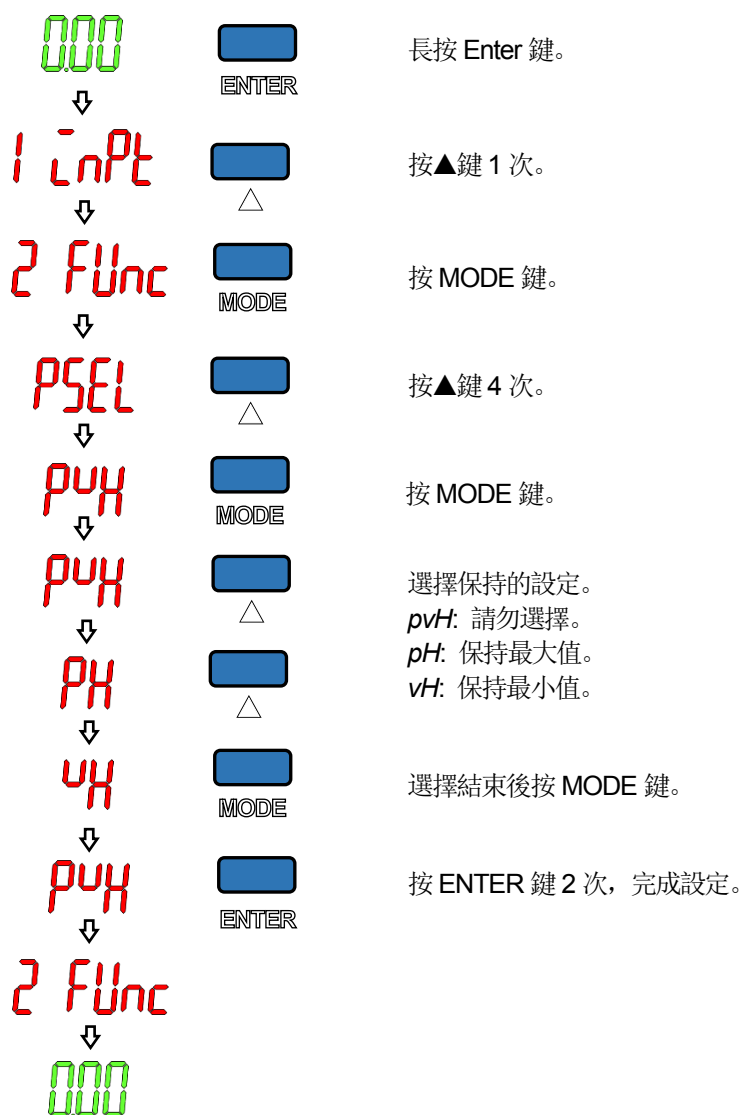 0.00
ENTER
長按 Enter 鍵。
1 inPt
△
按▲鍵 1 次。
2 FUnc
MODE
按 MODE 鍵。
PSEL
△
按▲鍵 4 次。
PvH
MODE
按 MODE 鍵。
PvH
△
選擇保持的設定。
pvH: 請勿選擇。
pH: 保持最大值。
vH: 保持最小值。
PH
△
vH
MODE
選擇結束後按 MODE 鍵。
PvH
ENTER
按 ENTER 鍵 2 次，完成設定。
2 FUnc
0.00